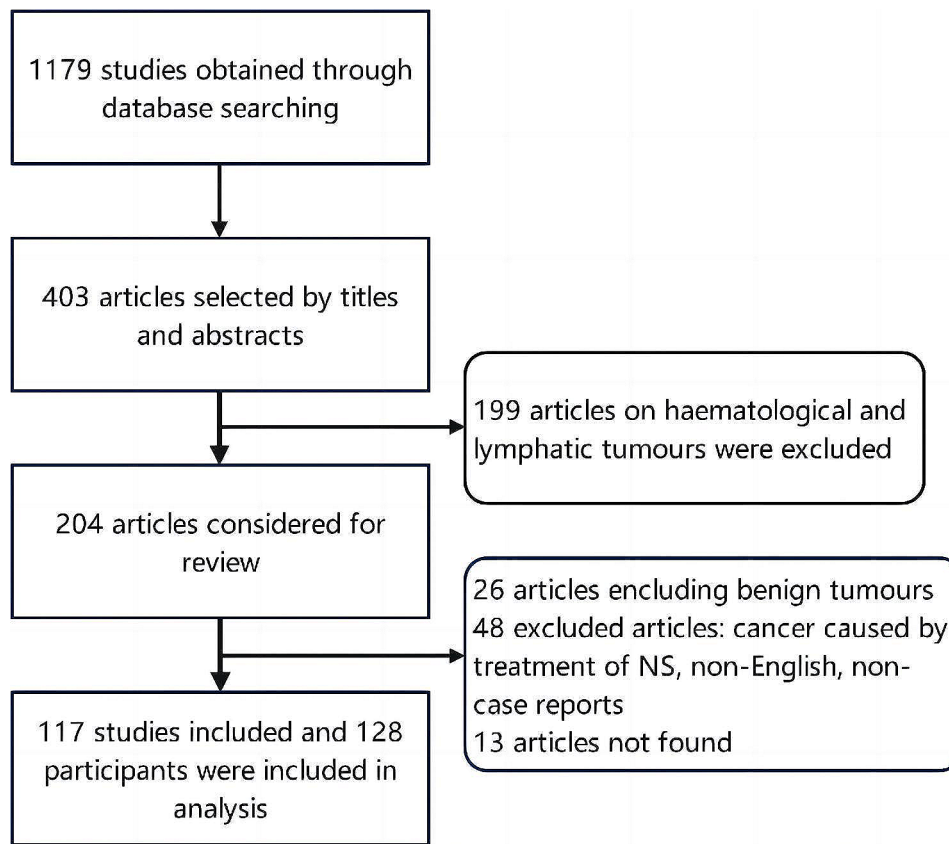 1179 studies obtained through
database searching
403 articles selected by titles
and abstracts
199 articles on haematological and
lymphatic tumours were excluded
204 articles considered for
review
26 articles encluding benign tumours
48 excluded articles: cancer caused by
treatment of NS, non-English, non-
case reports
13 articles not found
117 studies included and 128
participants were included in
analysis